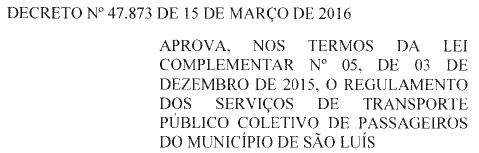 DECRETO Nº 47.873 DE 15 DE MARÇO DE 2016
APROVA, NOS TERMOS DA LEI
COMPLEMENTAR Nº 05, DE 03 DE
DEZEMBRO DE 2015, O REGULAMENTO
DOS SERVIÇOS DE TRANSPORTE
PÚBLICO COLETIVO DE PASSAGEIROS
DO MUNICÍPIO DE SÃO LUÍS